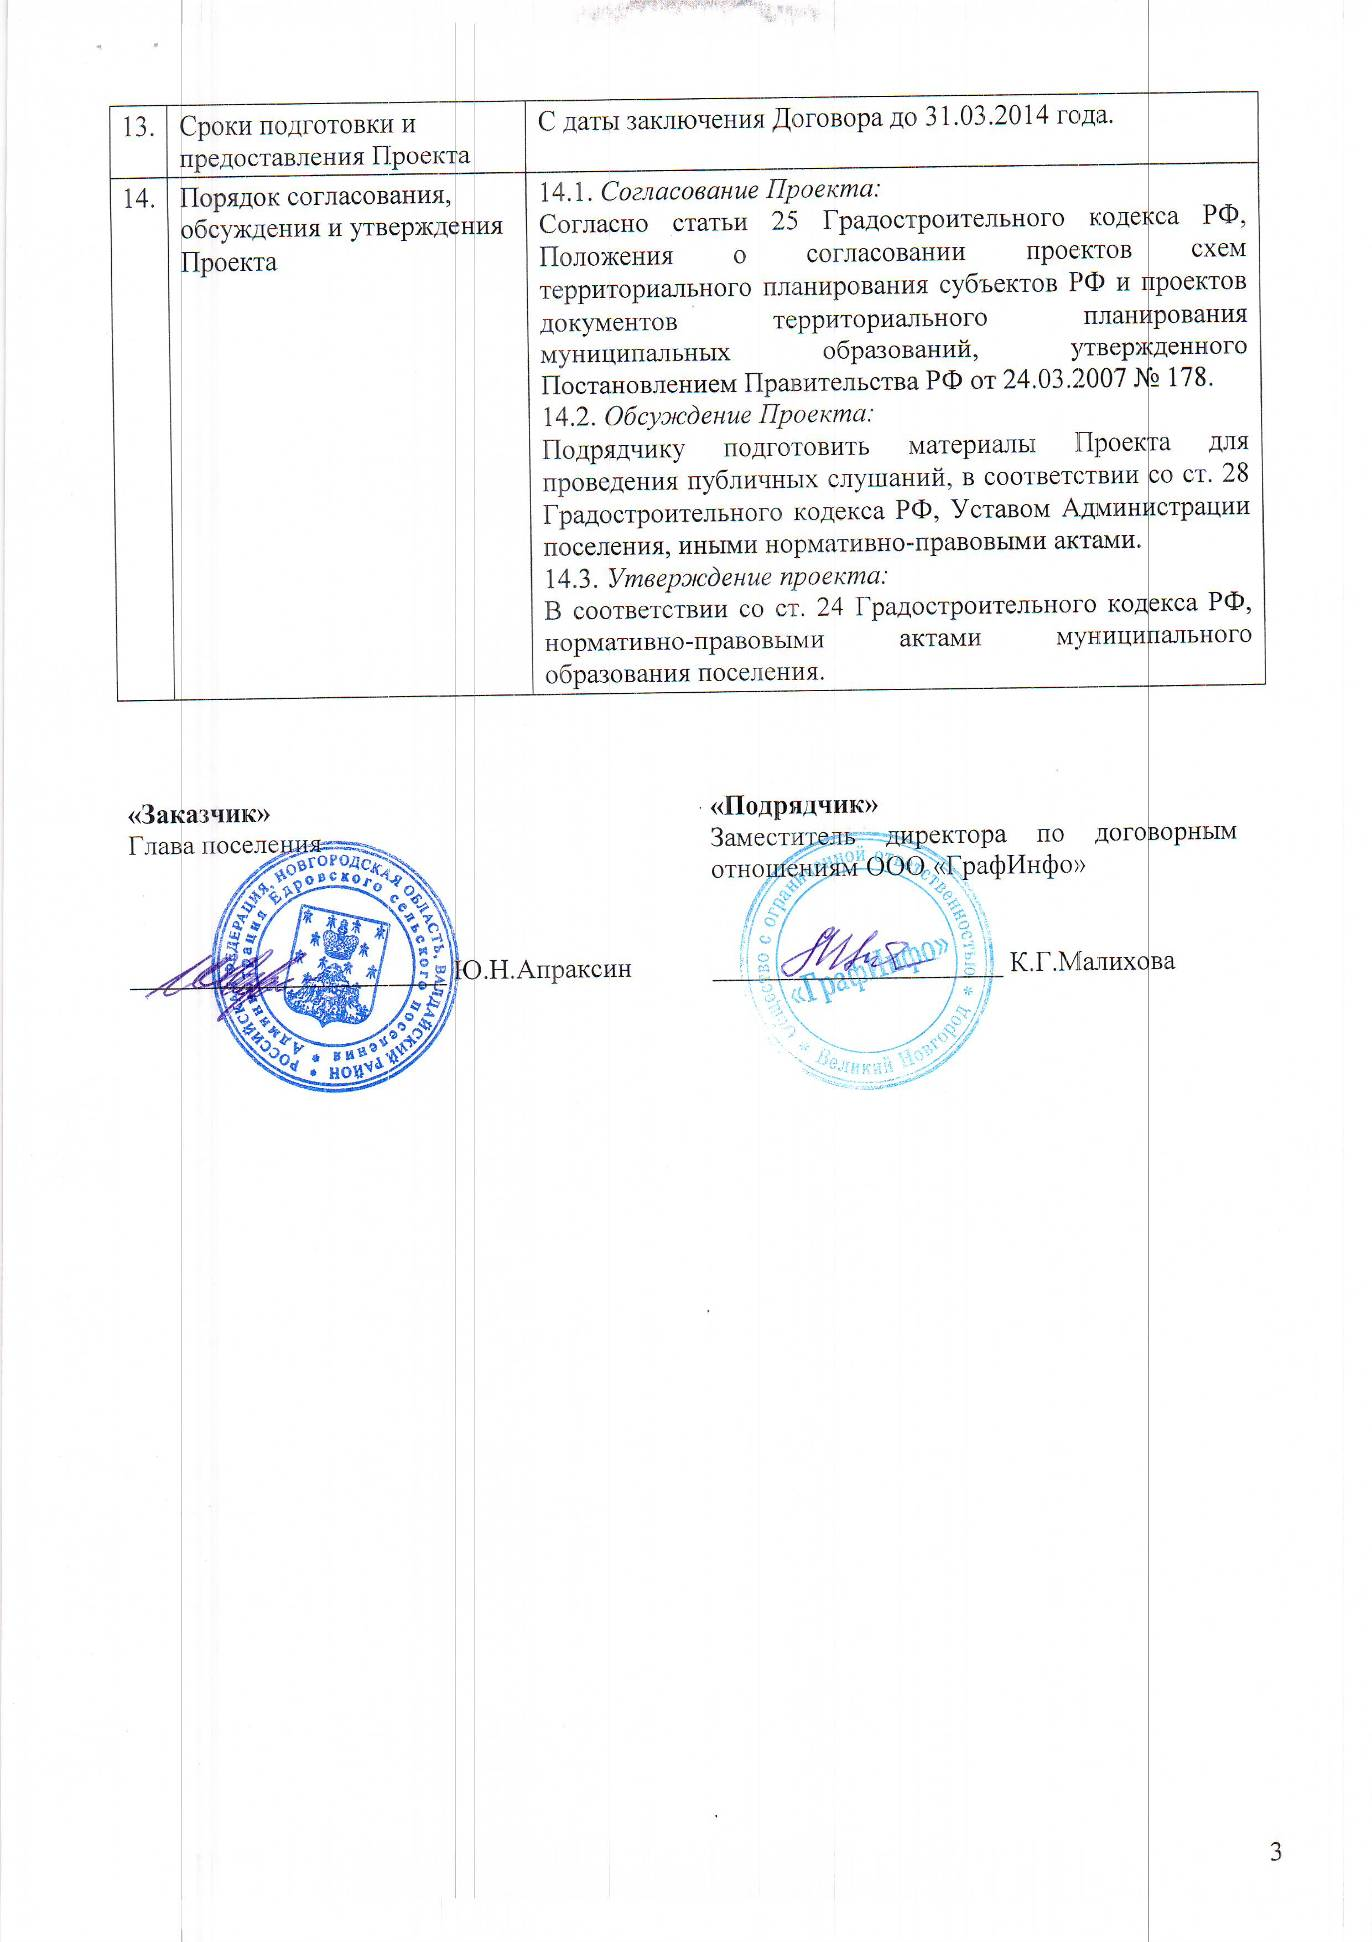 13.
Сроки подготовки и
предоставления Проекта
С даты заключения Договора до 31.03.2014 года.
14.
Порядок согласования,
обсуждения и утверждения
Проекта
14.1. Согласование Проекта:
Согласно статьи 25 Градостроительного кодекса РФ,
Положения о согласовании проектов схем
территориального планирования субъектов РФ и проектов
документов территориального планирования
муниципальных образований, утвержденного
Постановлением Правительства РФ от 24.03.2007 № 178.
14.2. Обсуждение Проекта:
Подрядчику подготовить материалы Проекта для
проведения публичных слушаний, в соответствии со ст. 28
Градостроительного кодекса РФ, Уставом Администрации
поселения, иными нормативно-правовыми актами.
14.3. Утверждение проекта:
В соответствии со ст. 24 Градостроительного кодекса РФ,
нормативно-правовыми актами муниципального
образования поселения.
«Заказчик»
Глава поселения
Ю.Н.Апраксин
РОССИЙСКАЯ ФЕДЕРАЦИЯ, НОВГОРОДСКАЯ ОБЛАСТЬ, ВАЛДАЙСКИЙ РАЙОН
Администрация Едровского сельского поселения
«Подрядчик»
Заместитель директора по договорным
отношениям ООО «ГрафИнфо»
К.Г.Малихова
Общество с ограниченной ответственностью
«ГрафИнфо»
Великий Новгород
3